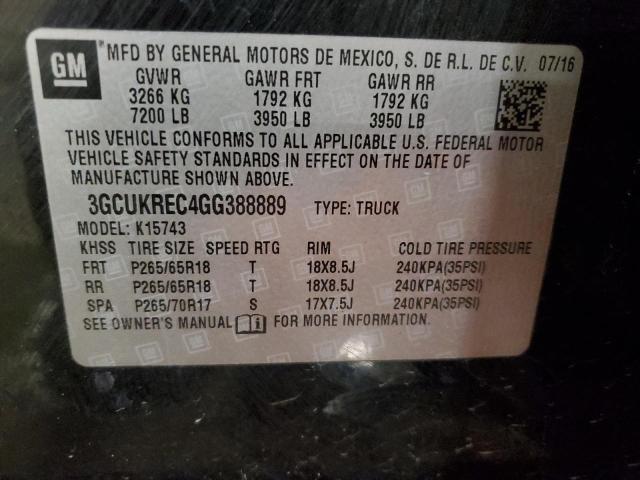 GM MFD BY GENERAL MOTORS DE MEXICO, S. DE R.L. DE C.V. 07/16
GVWR GAWR FRT GAWR RR
3266 KG 1792 KG 1792 KG
7200 LB 3950 LB 3950 LB
THIS VEHICLE CONFORMS TO ALL APPLICABLE U.S. FEDERAL MOTOR
VEHICLE SAFETY STANDARDS IN EFFECT ON THE DATE OF
MANUFACTURE SHOWN ABOVE.
3GCUKREC4GG388889 TYPE: TRUCK
MODEL: K15743
KHSS TIRE SIZE SPEED RTG RIM COLD TIRE PRESSURE
FRT P265/65R18 T 18X8.5J 240KPA(35PSI)
RR P265/65R18 T 18X8.5J 240KPA(35PSI)
SPA P265/70R17 S 17X7.5J 240KPA(35PSI)
SEE OWNER'S MANUAL FOR MORE INFORMATION.